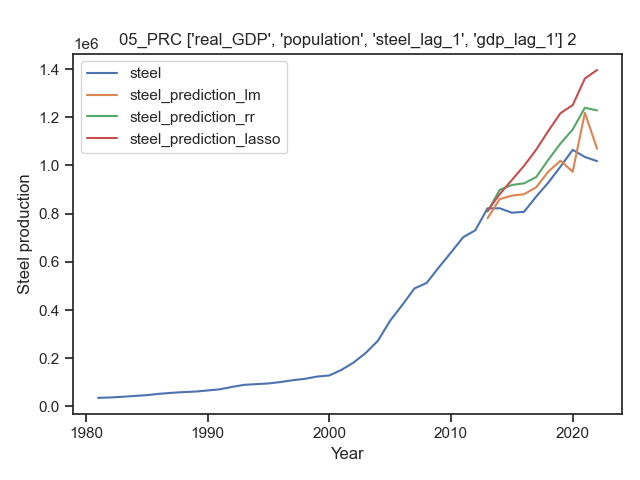 05_PRC ['real_GDP', 'population', 'steel_lag_1', 'gdp_lag_1'] 2
1e6
steel
steel_prediction_lm
steel_prediction_rr
steel_prediction_lasso
1.4
1.2
1.0
0.8
0.6
0.4
0.2
0.0
Steel production
1980 1990 2000 2010 2020
Year